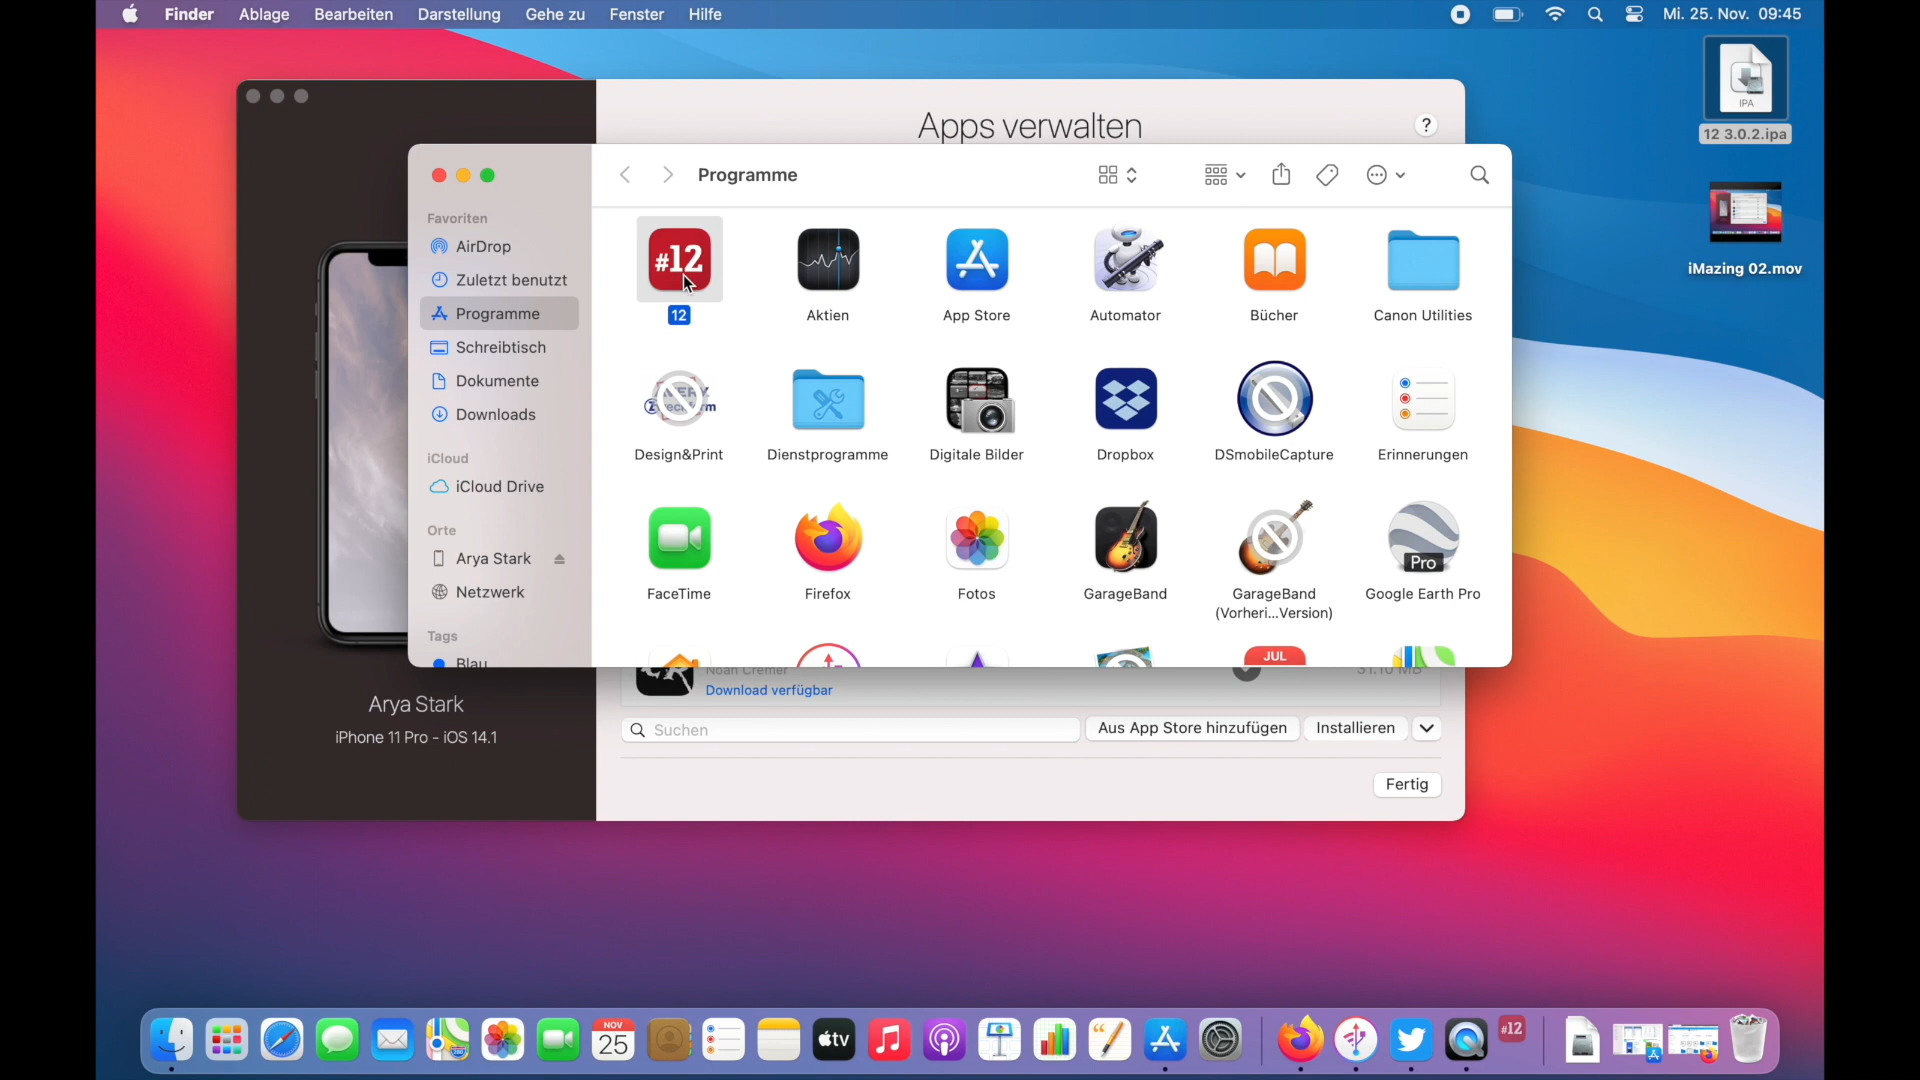 Finder Ablage Bearbeiten Darstellung Gehe zu Fenster Hilfe
Mi. 25. Nov. 09:45
IPA
12 3.0.2.ipa
iMazing 02.mov
Apps verwalten
?
Programme
Favoriten
AirDrop
Zuletzt benutzt
Programme
Schreibtisch
Dokumente
Downloads
iCloud
iCloud Drive
Orte
Arya Stark
Netzwerk
Tags
Blau
#12
12
Aktien
App Store
Automator
Bücher
Canon Utilities
Design&Print
Dienstprogramme
Digitale Bilder
Dropbox
DSmobileCapture
Erinnerungen
Pro
FaceTime
Firefox
Fotos
GarageBand
GarageBand
(Vorheri...Version)
Google Earth Pro
JUL
Noah Cremer
Download verfügbar
Suchen
Aus App Store hinzufügen
Installieren
Fertig
Arya Stark
iPhone 11 Pro - iOS 14.1
NOV
25
tv
#12